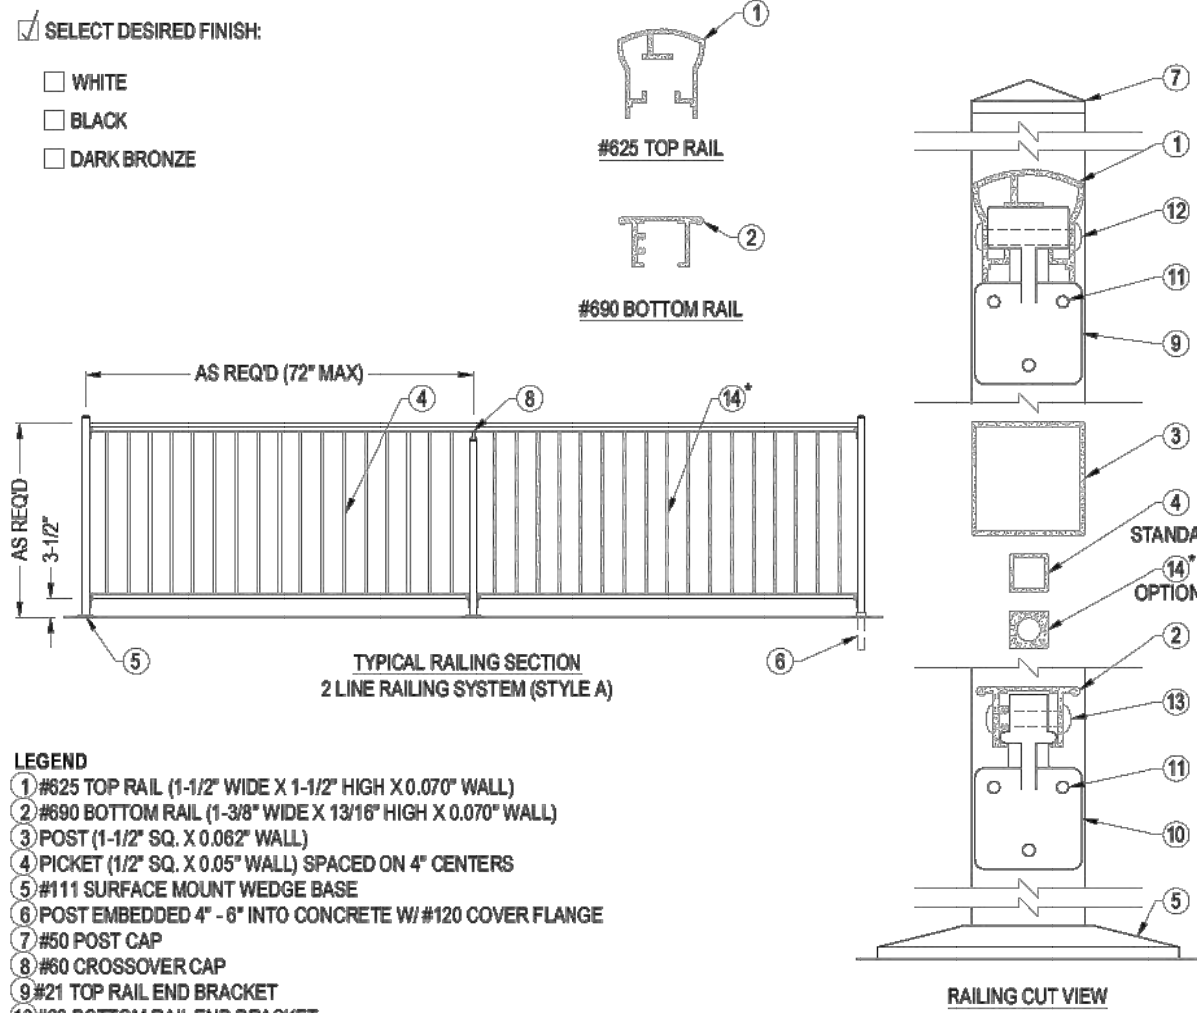 SELECT DESIRED FINISH:
WHITE
BLACK
DARK BRONZE
1
#625 TOP RAIL
2
#690 BOTTOM RAIL
7
1
12
11
9
3
4
STANDA
14*
OPTION
2
13
11
10
5
RAILING CUT VIEW
AS REQ'D (72" MAX)
4
8
14*
AS REQ'D
3-1/2"
5
6
TYPICAL RAILING SECTION
2 LINE RAILING SYSTEM (STYLE A)
LEGEND
1 #625 TOP RAIL (1-1/2" WIDE X 1-1/2" HIGH X 0.070" WALL)
2 #690 BOTTOM RAIL (1-3/8" WIDE X 13/16" HIGH X 0.070" WALL)
3 POST (1-1/2" SQ. X 0.062" WALL)
4 PICKET (1/2" SQ. X 0.05" WALL) SPACED ON 4" CENTERS
5 #111 SURFACE MOUNT WEDGE BASE
6 POST EMBEDDED 4" - 6" INTO CONCRETE W/ #120 COVER FLANGE
7 #50 POST CAP
8 #60 CROSSOVER CAP
9 #21 TOP RAIL END BRACKET
10 BOTTOM RAIL END BRACKET